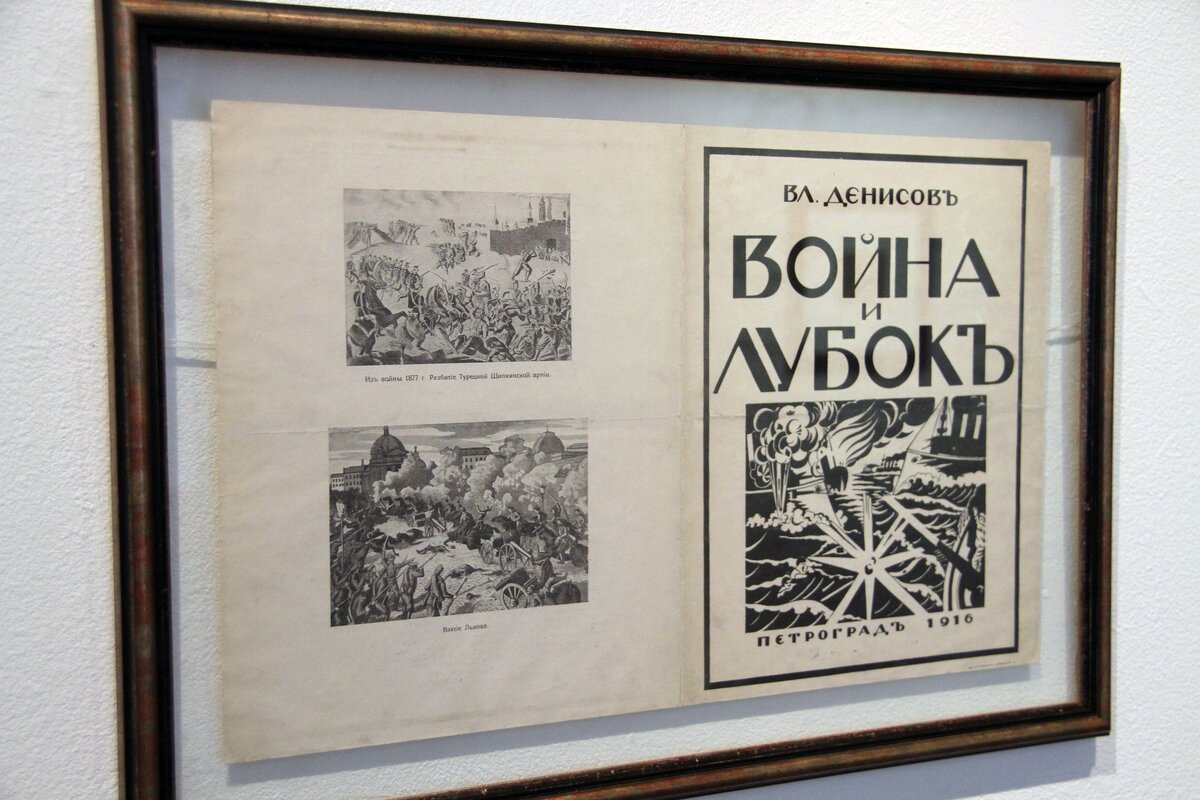 Изъ войны 1877 г. Разбитіе Турецкой Шипкинской арміи.
Взятіе Львова.
ВЛ. ДЕНИСОВЪ
ВОЙНА
И
ЛУБОКЪ
ПЕТРОГРАДЪ 1916